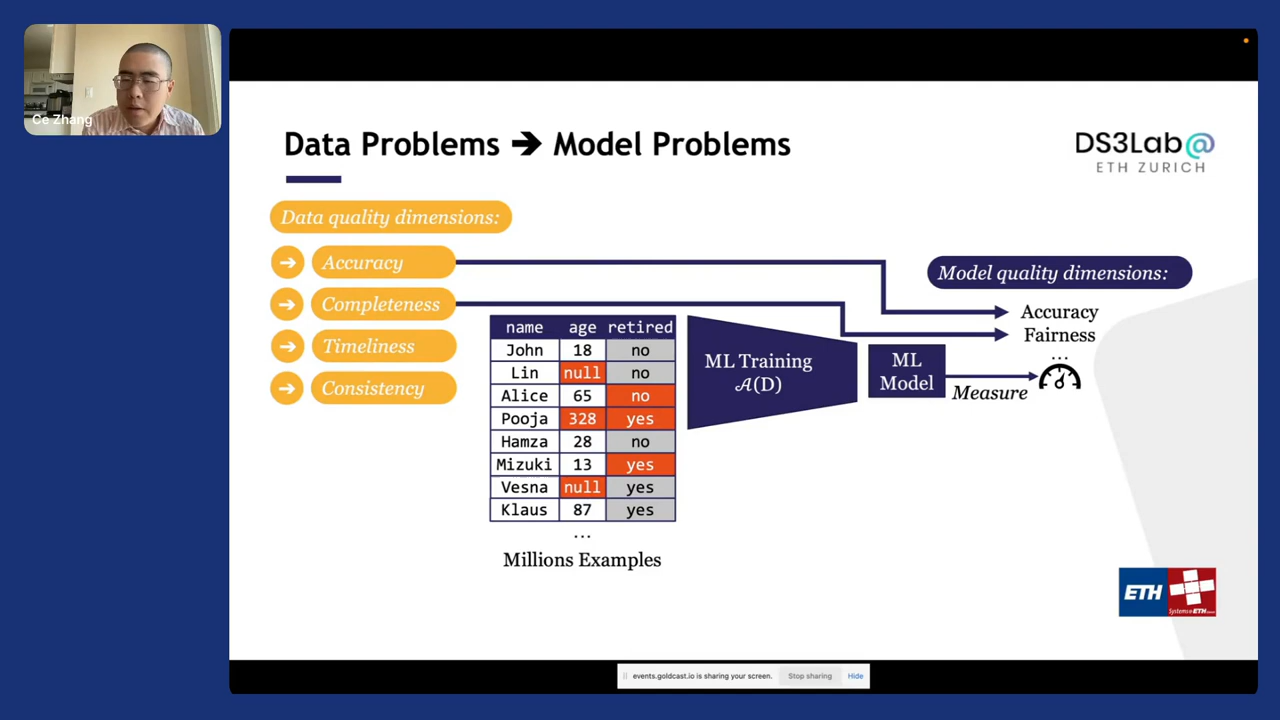 Ce Zhang
Data Problems ➔ Model Problems
DS3Lab@
ETH ZURICH
Data quality dimensions:
➔ Accuracy
➔ Completeness
➔ Timeliness
➔ Consistency
Model quality dimensions:
Accuracy
Fairness
...
name age retired
John 18 no
Lin null no
Alice 65 no
Pooja 328 yes
Hamza 28 no
Mizuki 13 yes
Vesna null yes
Klaus 87 yes
...
Millions Examples
ML Training
𝒜(D)
ML
Model
Measure
ETH
Systems@ETH
events.goldcast.io is sharing your screen. Stop sharing Hide